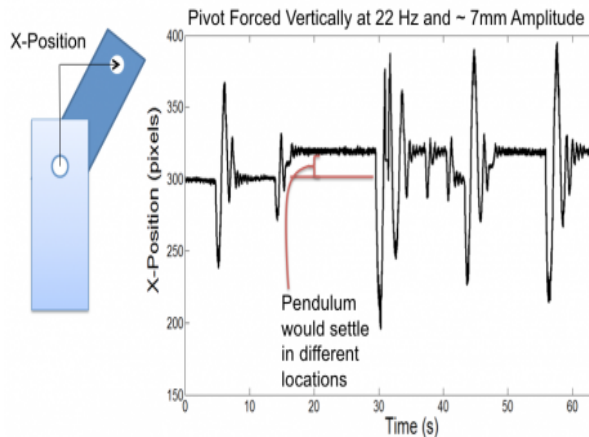 Pivot Forced Vertically at 22 Hz and ~ 7mm Amplitude
X-Position
X-Position (pixels)
400
350
300
250
200
150
Pendulum
would settle
in different
locations
0 10 20 30 40 50 60
Time (s)